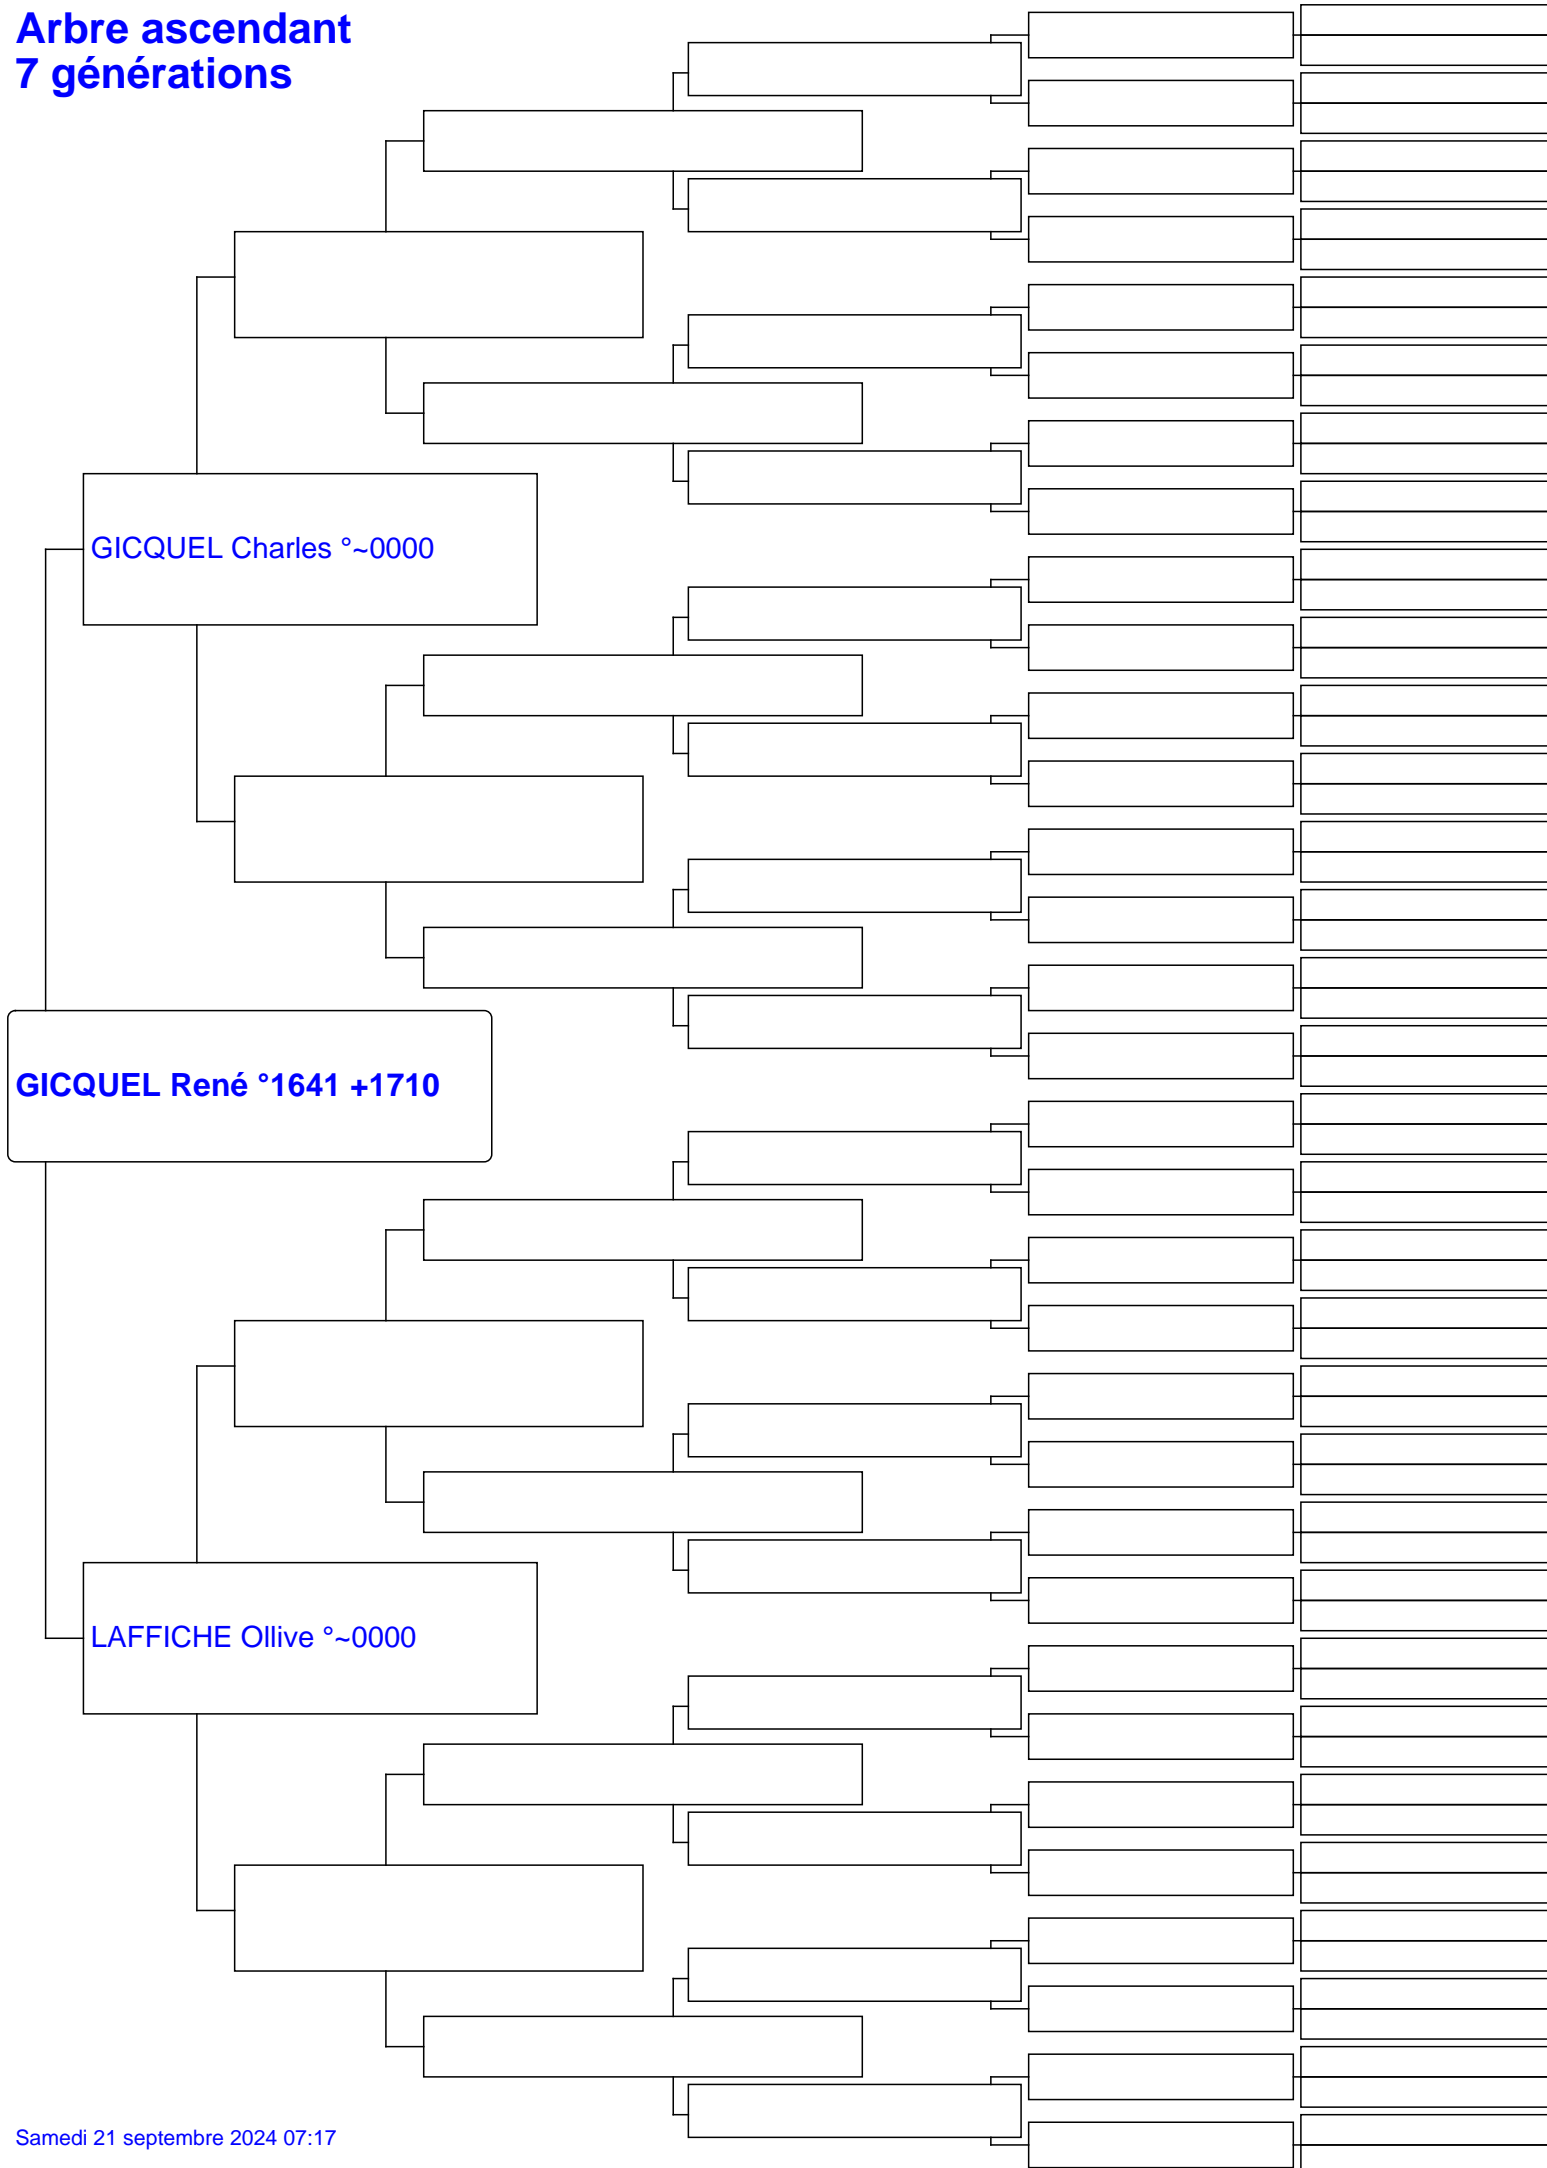 Arbre ascendant
7 générations
GICQUEL Charles °~0000
GICQUEL René °1641 +1710
LAFFICHE Ollive °~0000
Samedi 21 septembre 2024 07:17